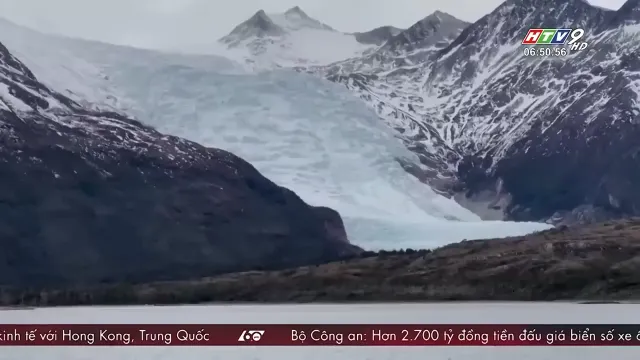 HTV9
HD
06:50:56
kinh tế với Hong Kong, Trung Quốc
60
Bộ Công an: Hơn 2.700 tỷ đồng tiền đấu giá biển số xe